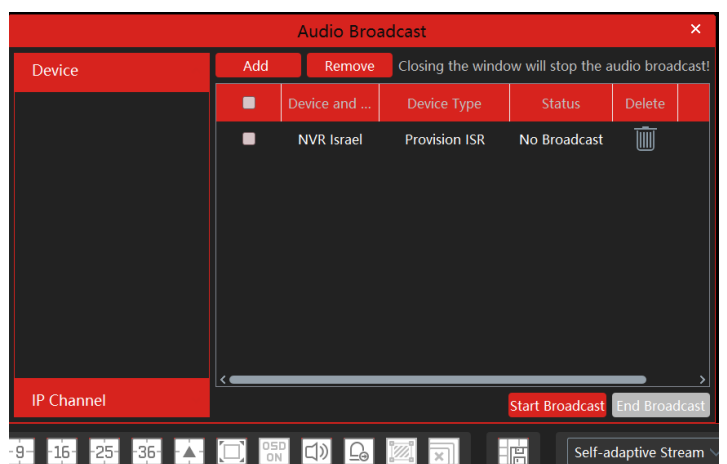 Audio Broadcast
Device
Add
Remove
Closing the window will stop the audio broadcast!
Device and ...
Device Type
Status
Delete
NVR Israel
Provision ISR
No Broadcast
IP Channel
Start Broadcast
End Broadcast
9
16
25
36
OSD
ON
Self-adaptive Stream